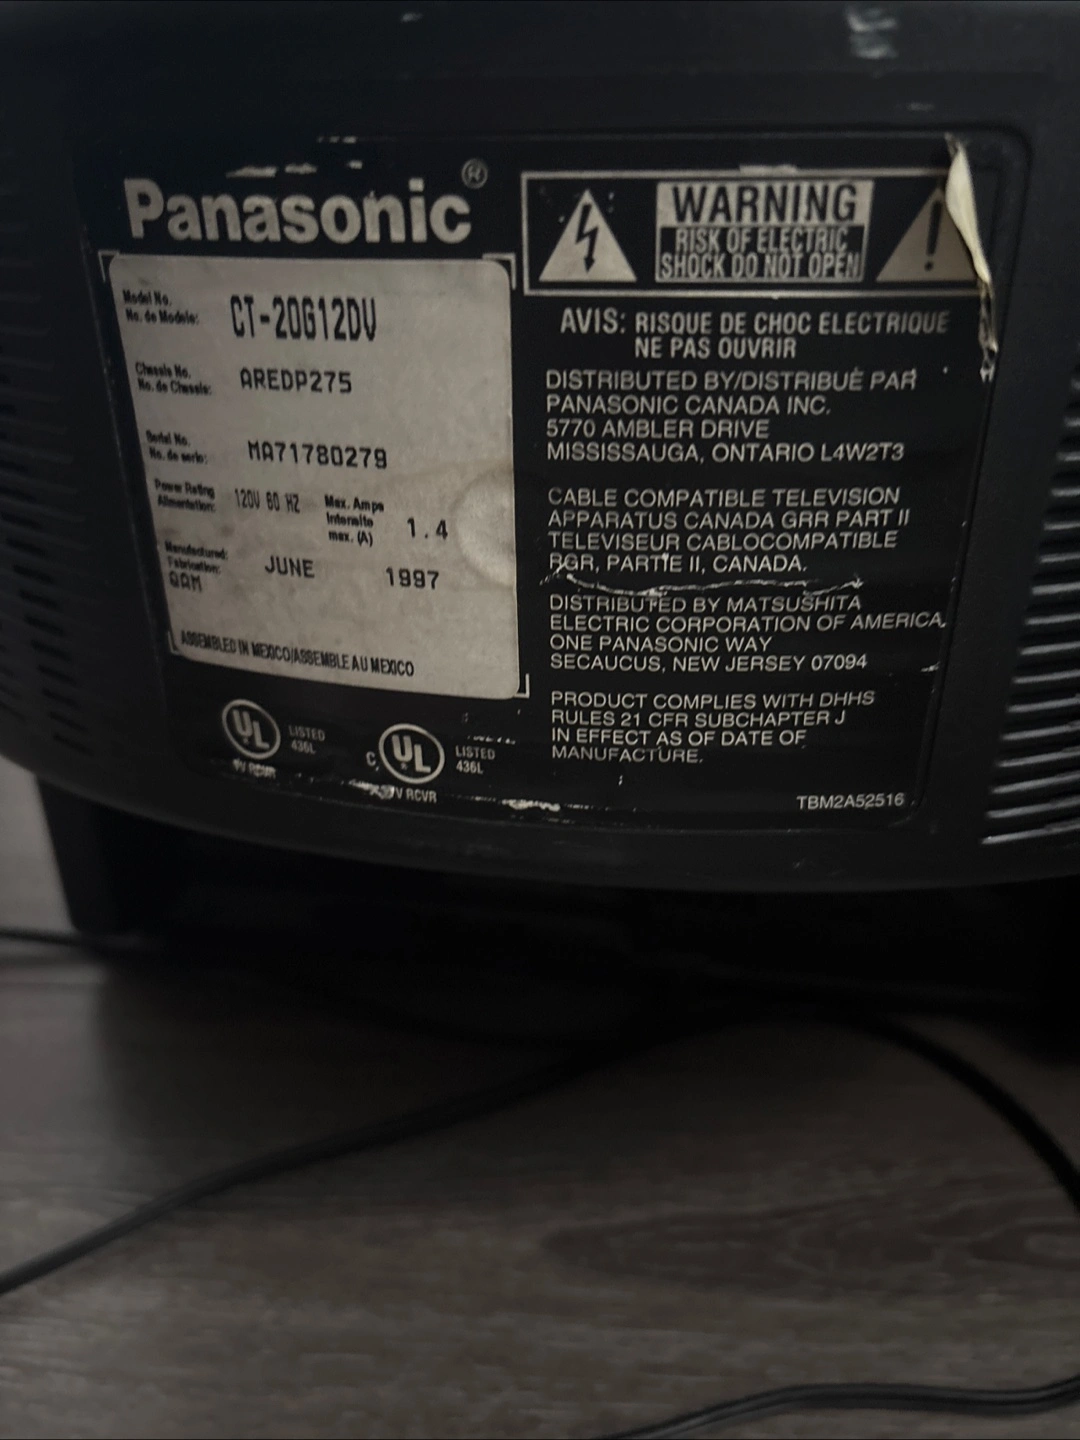 Panasonic®
Model No.
No. de Modele: CT-20G12DV
Chassis No.
No. de Chassis: AREDP275
Serial No.
No. de serie: MA71780279
Power Rating
Alimentation: 120V 60 HZ
Max. Amps
Intensite
max. (A) 1.4
Manufactured:
Fabrication: JUNE 1997
ASSEMBLED IN MEXICO/ASSEMBLE AU MEXICO
UL LISTED
436L
TV RCVR
C UL LISTED
436L
TV RCVR
WARNING
RISK OF ELECTRIC
SHOCK DO NOT OPEN
AVIS: RISQUE DE CHOC ELECTRIQUE
NE PAS OUVRIR
DISTRIBUTED BY/DISTRIBUÉ PAR
PANASONIC CANADA INC.
5770 AMBLER DRIVE
MISSISSAUGA, ONTARIO L4W2T3
CABLE COMPATIBLE TELEVISION
APPARATUS CANADA GRR PART II
TELEVISEUR CABLOCOMPATIBLE
RGR, PARTIE II, CANADA.
DISTRIBUTED BY MATSUSHITA
ELECTRIC CORPORATION OF AMERICA.
ONE PANASONIC WAY
SECAUCUS, NEW JERSEY 07094
PRODUCT COMPLIES WITH DHHS
RULES 21 CFR SUBCHAPTER J
IN EFFECT AS OF DATE OF
MANUFACTURE.
TBM2A52516